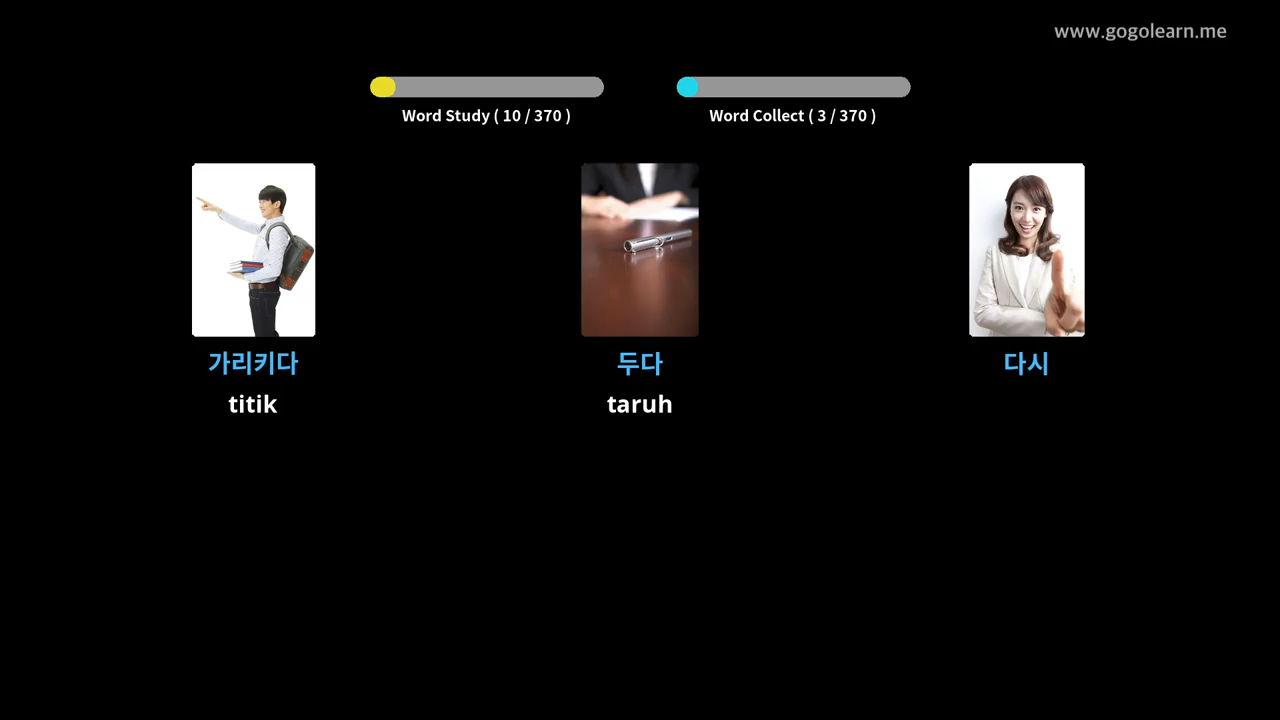 www.gogolearn.me
Word Study ( 10 / 370 )
Word Collect ( 3 / 370 )
가리키다
titik
두다
taruh
다시